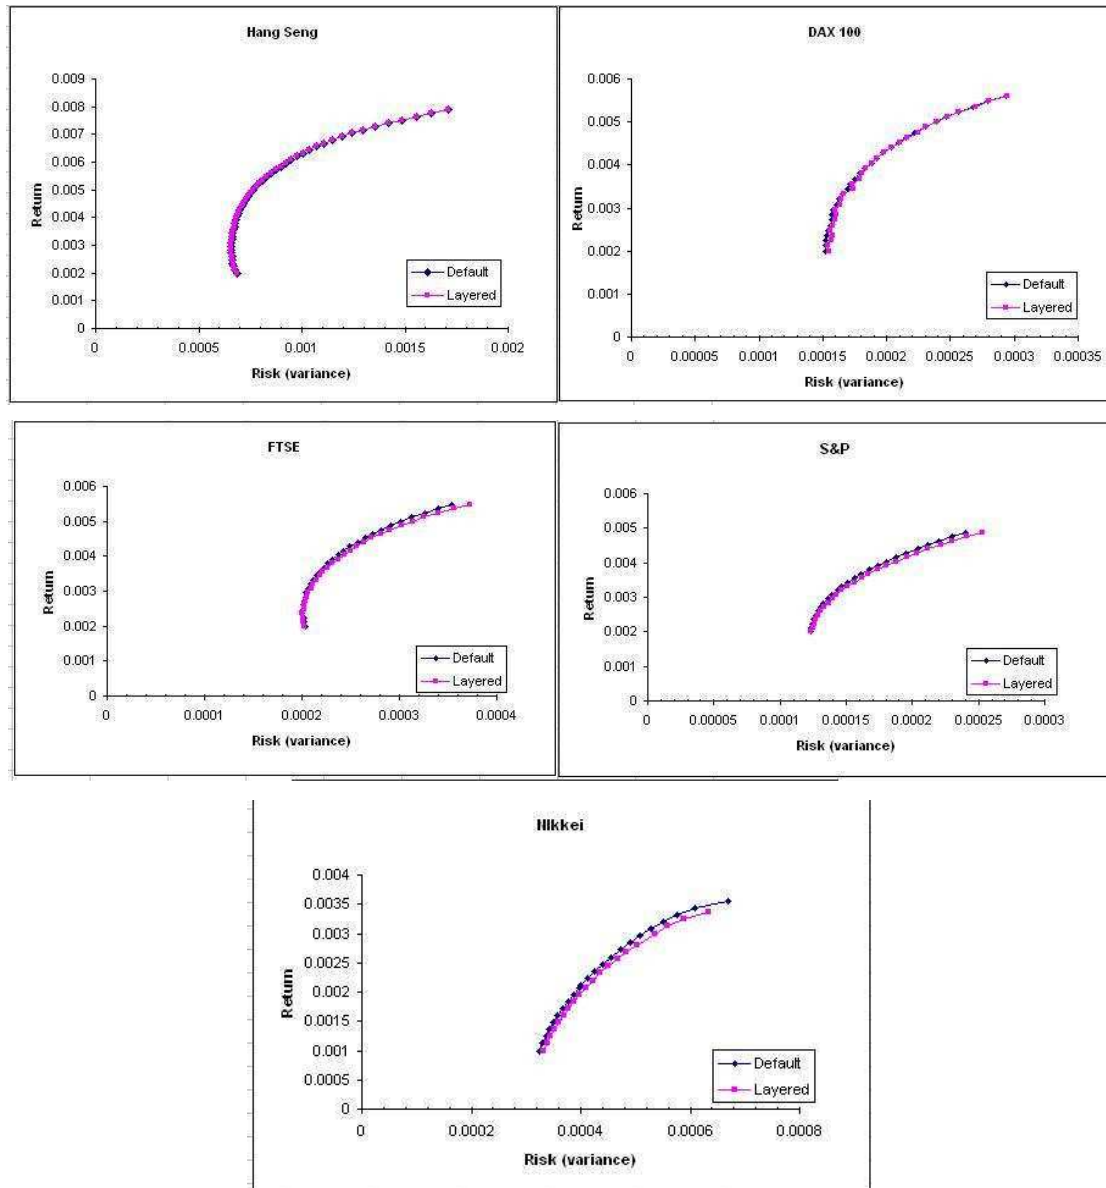 Hang Seng
0.009
0.008
0.007
0.006
0.005
0.004
0.003
0.002
0.001
0
Return
Default
Layered
0 0.0005 0.001 0.0015 0.002
Risk (variance)
DAX 100
0.006
0.005
0.004
0.003
0.002
0.001
0
Return
Default
Layered
0 0.00005 0.0001 0.00015 0.0002 0.00025 0.0003 0.00035
Risk (variance)
FTSE
0.006
0.005
0.004
0.003
0.002
0.001
0
Return
Default
Layered
0 0.0001 0.0002 0.0003 0.0004
Risk (variance)
S&P
0.006
0.005
0.004
0.003
0.002
0.001
0
Return
Default
Layered
0 0.00005 0.0001 0.00015 0.0002 0.00025 0.0003
Risk (variance)
NIkkei
0.004
0.0035
0.003
0.0025
0.002
0.0015
0.001
0.0005
0
Return
Default
Layered
0 0.0002 0.0004 0.0006 0.0008
Risk (variance)